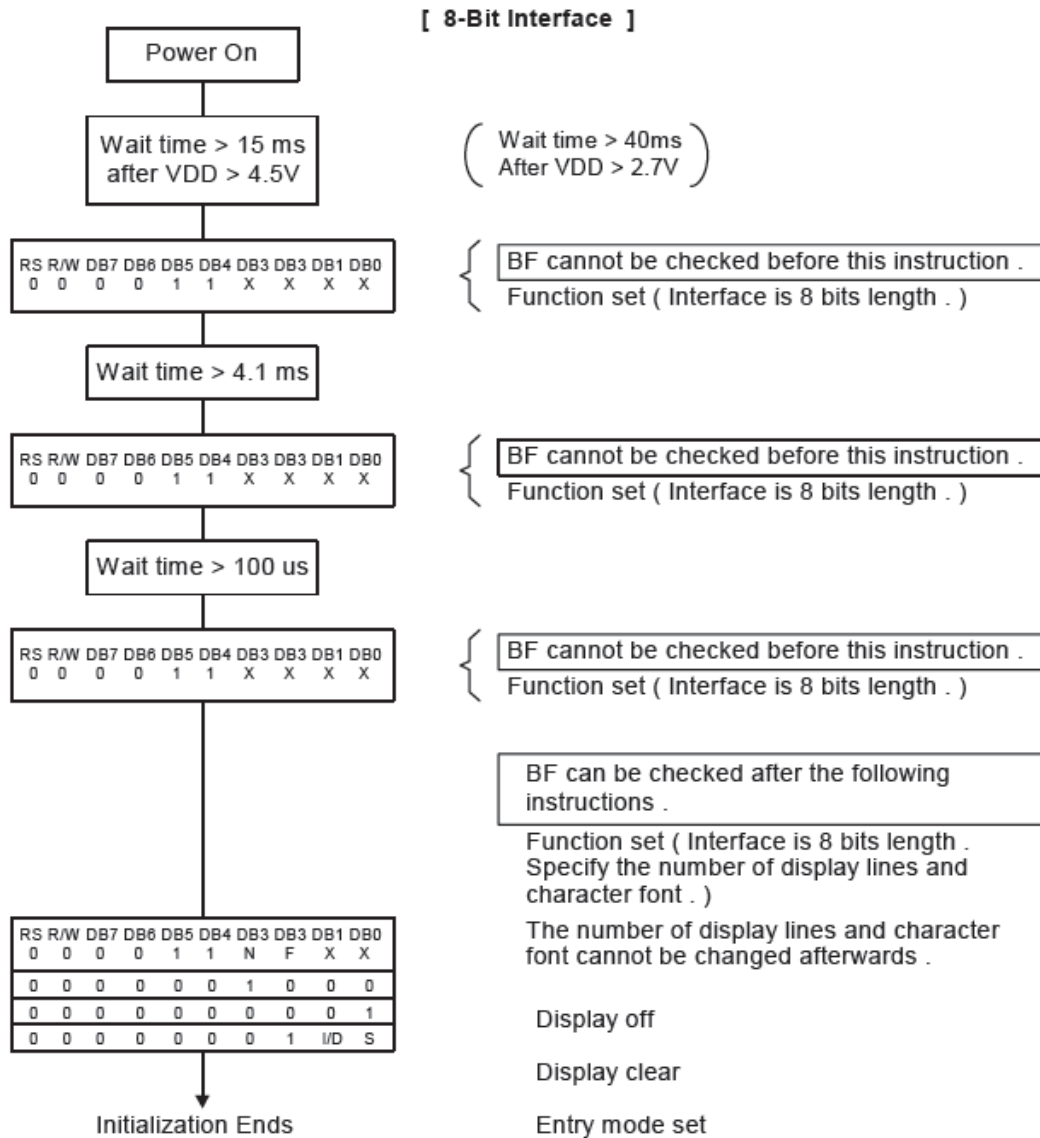 [ 8-Bit Interface ]
Power On
Wait time > 15 ms
after VDD > 4.5V
Wait time > 40ms
After VDD > 2.7V
RS R/W DB7 DB6 DB5 DB4 DB3 DB3 DB1 DB0
0 0 0 0 1 1 X X X X
BF cannot be checked before this instruction .
Function set ( Interface is 8 bits length . )
Wait time > 4.1 ms
RS R/W DB7 DB6 DB5 DB4 DB3 DB3 DB1 DB0
0 0 0 0 1 1 X X X X
BF cannot be checked before this instruction .
Function set ( Interface is 8 bits length . )
Wait time > 100 us
RS R/W DB7 DB6 DB5 DB4 DB3 DB3 DB1 DB0
0 0 0 0 1 1 X X X X
BF cannot be checked before this instruction .
Function set ( Interface is 8 bits length . )
BF can be checked after the following
instructions .
Function set ( Interface is 8 bits length .
Specify the number of display lines and
character font . )
RS R/W DB7 DB6 DB5 DB4 DB3 DB3 DB1 DB0
0 0 0 0 1 1 N F X X
0 0 0 0 0 0 1 0 0 0
0 0 0 0 0 0 0 0 0 1
0 0 0 0 0 0 0 1 I/D S
The number of display lines and character
font cannot be changed afterwards .
Display off
Display clear
Initialization Ends
Entry mode set